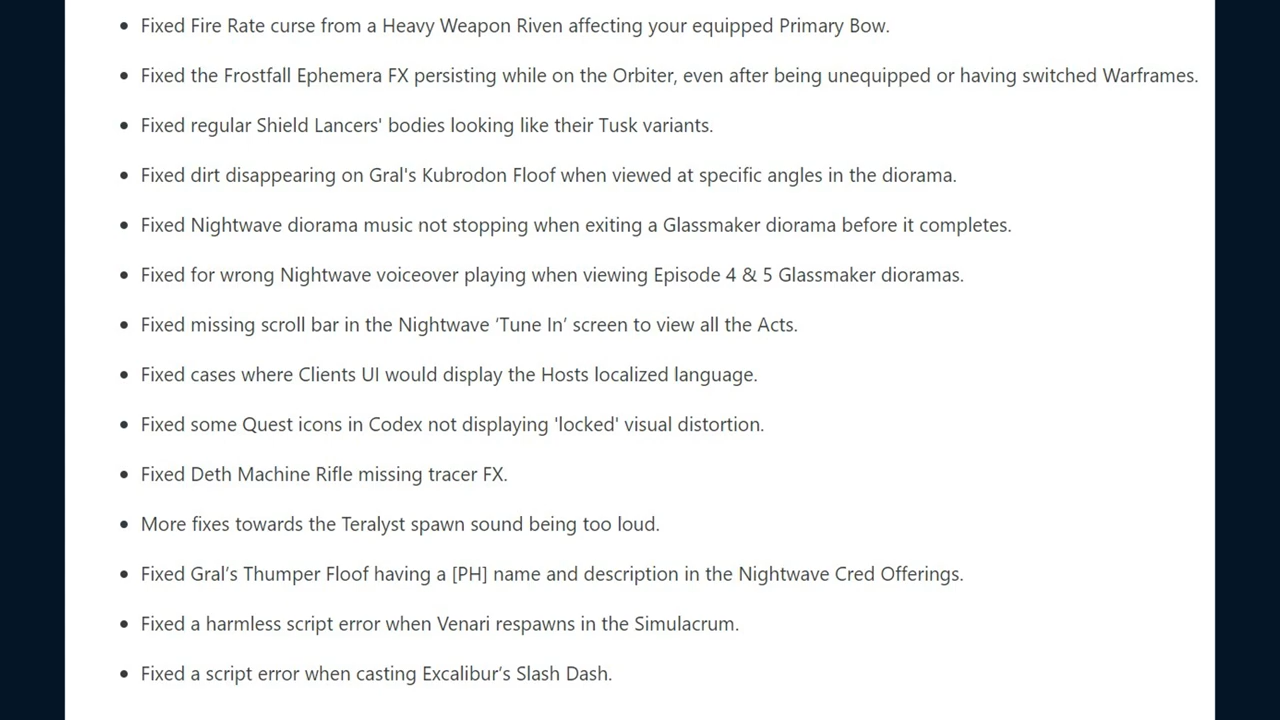 • Fixed Fire Rate curse from a Heavy Weapon Riven affecting your equipped Primary Bow.
• Fixed the Frostfall Ephemera FX persisting while on the Orbiter, even after being unequipped or having switched Warframes.
• Fixed regular Shield Lancers' bodies looking like their Tusk variants.
• Fixed dirt disappearing on Gral's Kubrodon Floof when viewed at specific angles in the diorama.
• Fixed Nightwave diorama music not stopping when exiting a Glassmaker diorama before it completes.
• Fixed for wrong Nightwave voiceover playing when viewing Episode 4 & 5 Glassmaker dioramas.
• Fixed missing scroll bar in the Nightwave ‘Tune In’ screen to view all the Acts.
• Fixed cases where Clients UI would display the Hosts localized language.
• Fixed some Quest icons in Codex not displaying 'locked' visual distortion.
• Fixed Deth Machine Rifle missing tracer FX.
• More fixes towards the Teralyst spawn sound being too loud.
• Fixed Gral’s Thumper Floof having a [PH] name and description in the Nightwave Cred Offerings.
• Fixed a harmless script error when Venari respawns in the Simulacrum.
• Fixed a script error when casting Excalibur’s Slash Dash.